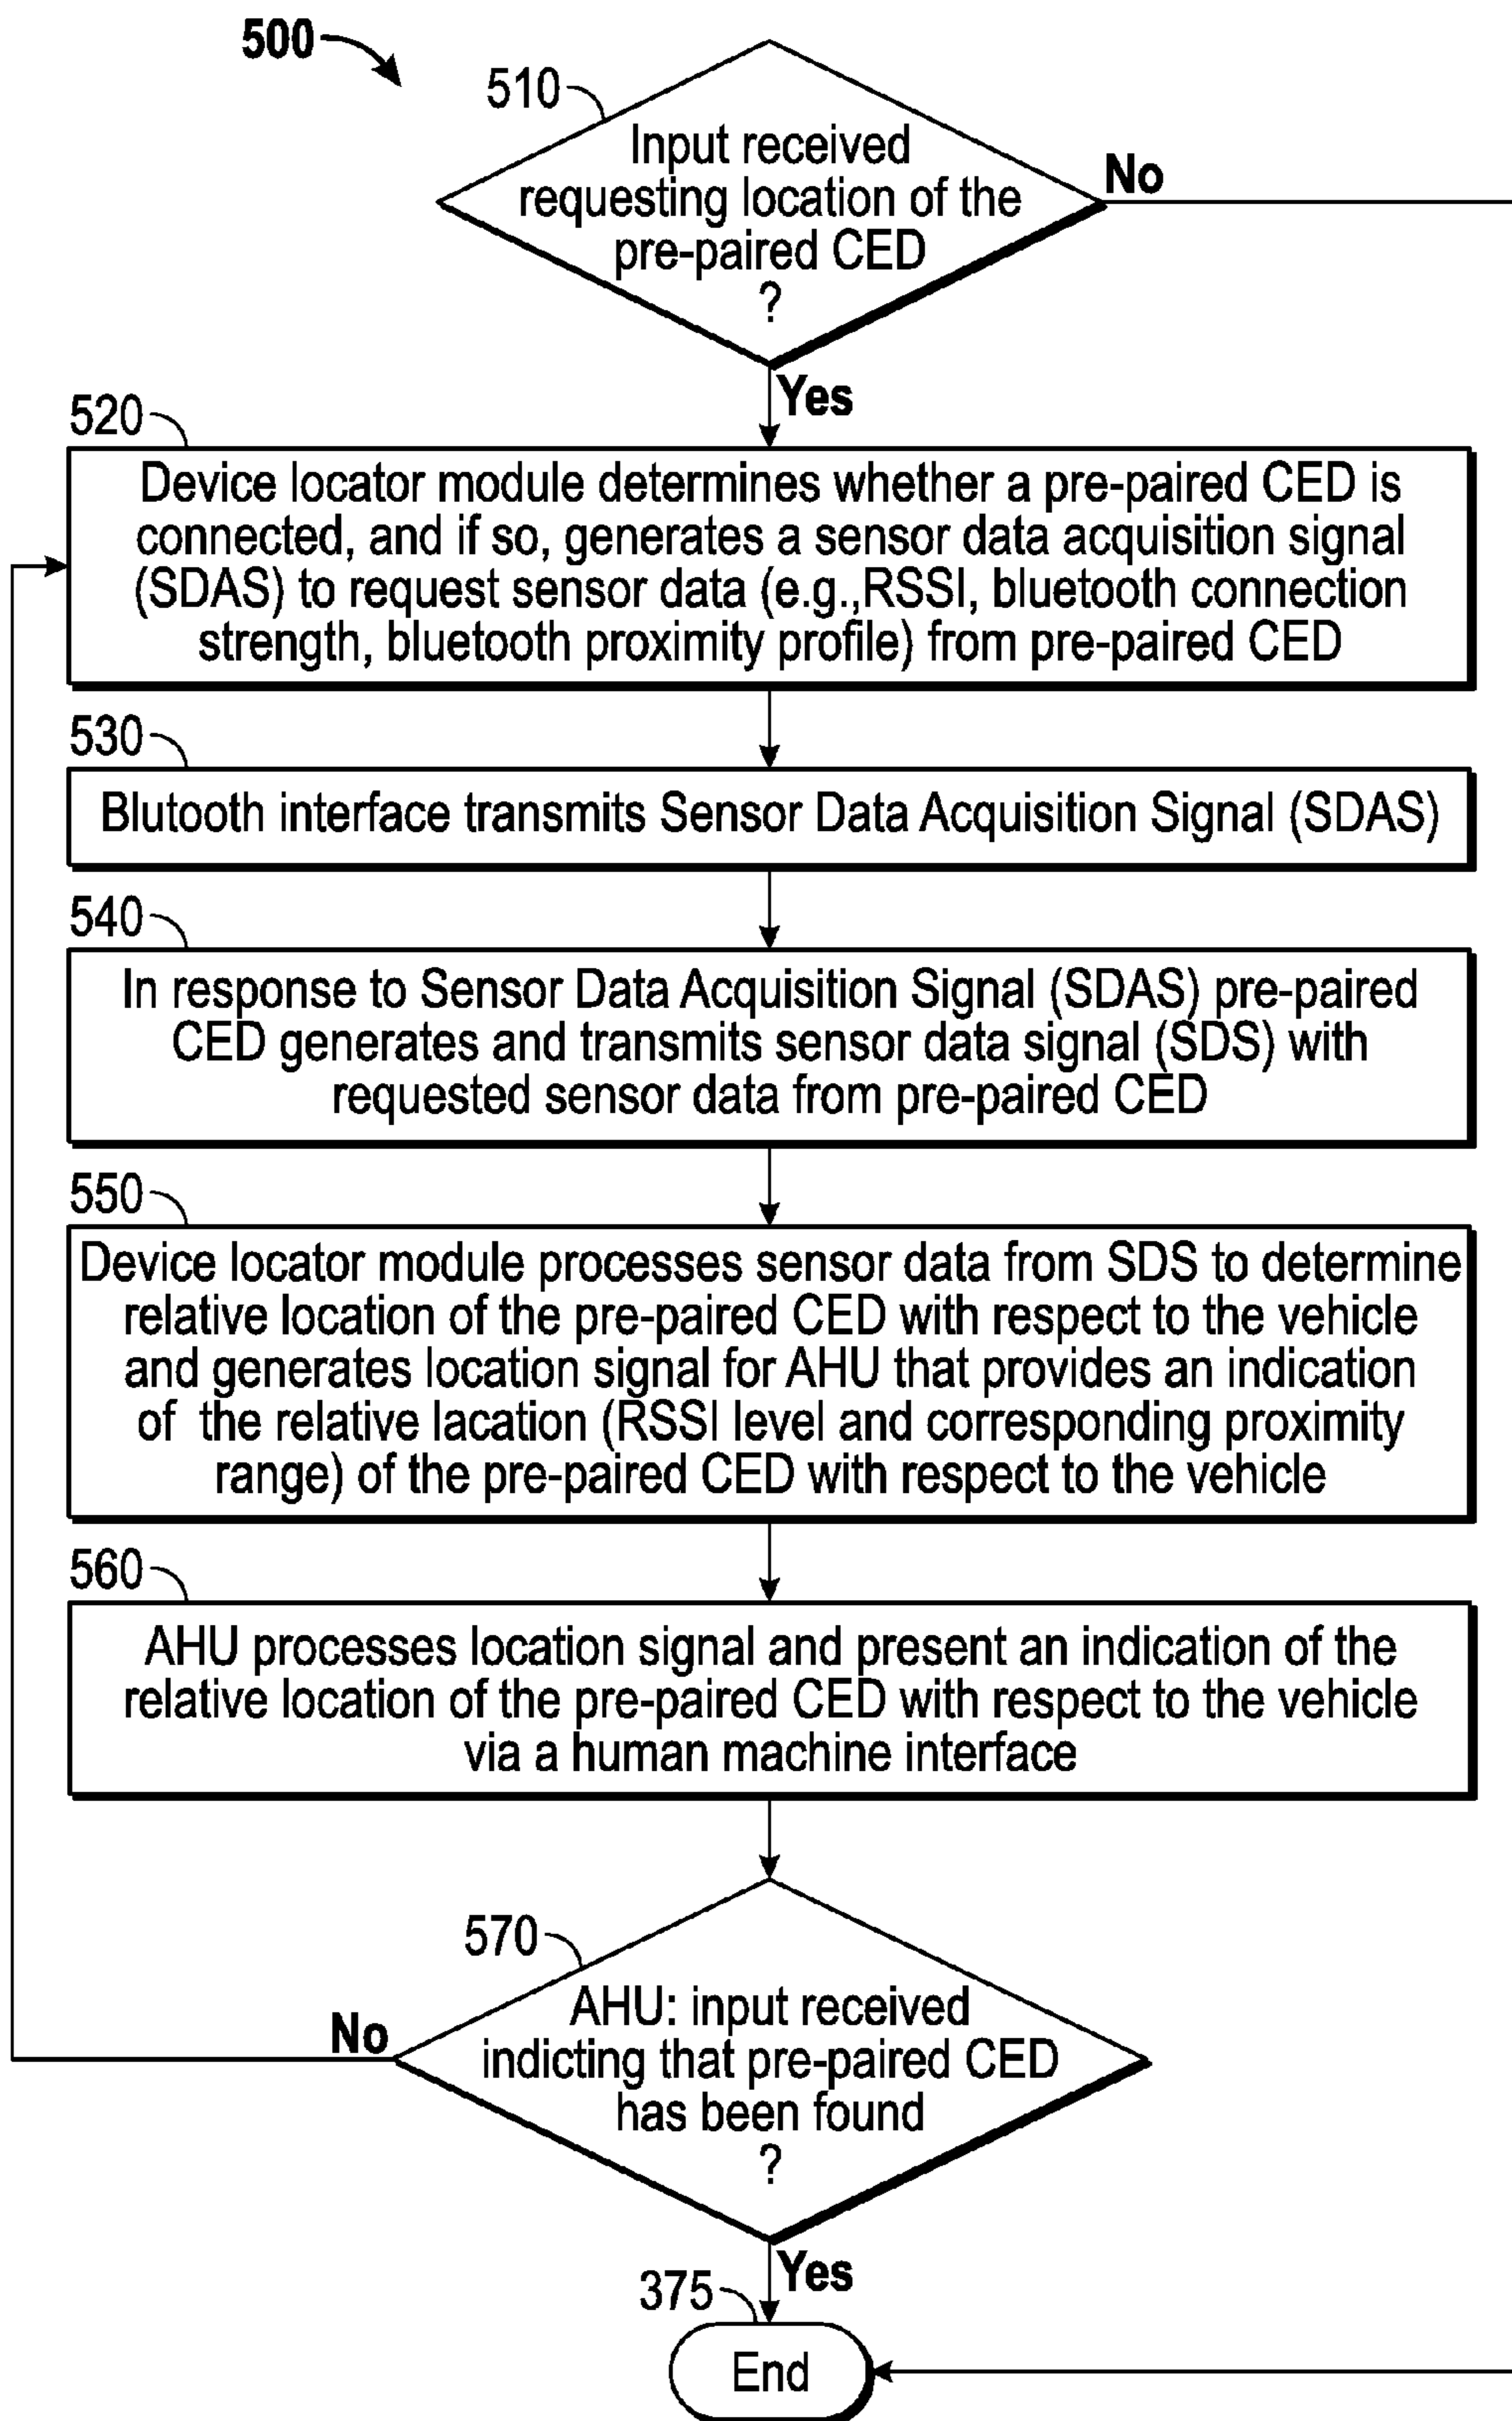 500
510
Input received
requesting location of the
pre-paired CED
?
No
Yes
520
Device locator module determines whether a pre-paired CED is
connected, and if so, generates a sensor data acquisition signal
(SDAS) to request sensor data (e.g.,RSSI, bluetooth connection
strength, bluetooth proximity profile) from pre-paired CED
530
Blutooth interface transmits Sensor Data Acquisition Signal (SDAS)
540
In response to Sensor Data Acquisition Signal (SDAS) pre-paired
CED generates and transmits sensor data signal (SDS) with
requested sensor data from pre-paired CED
550
Device locator module processes sensor data from SDS to determine
relative location of the pre-paired CED with respect to the vehicle
and generates location signal for AHU that provides an indication
of the relative lacation (RSSI level and corresponding proximity
range) of the pre-paired CED with respect to the vehicle
560
AHU processes location signal and present an indication of the
relative location of the pre-paired CED with respect to the vehicle
via a human machine interface
570
AHU: input received
indicting that pre-paired CED
has been found
?
No
Yes
375
End